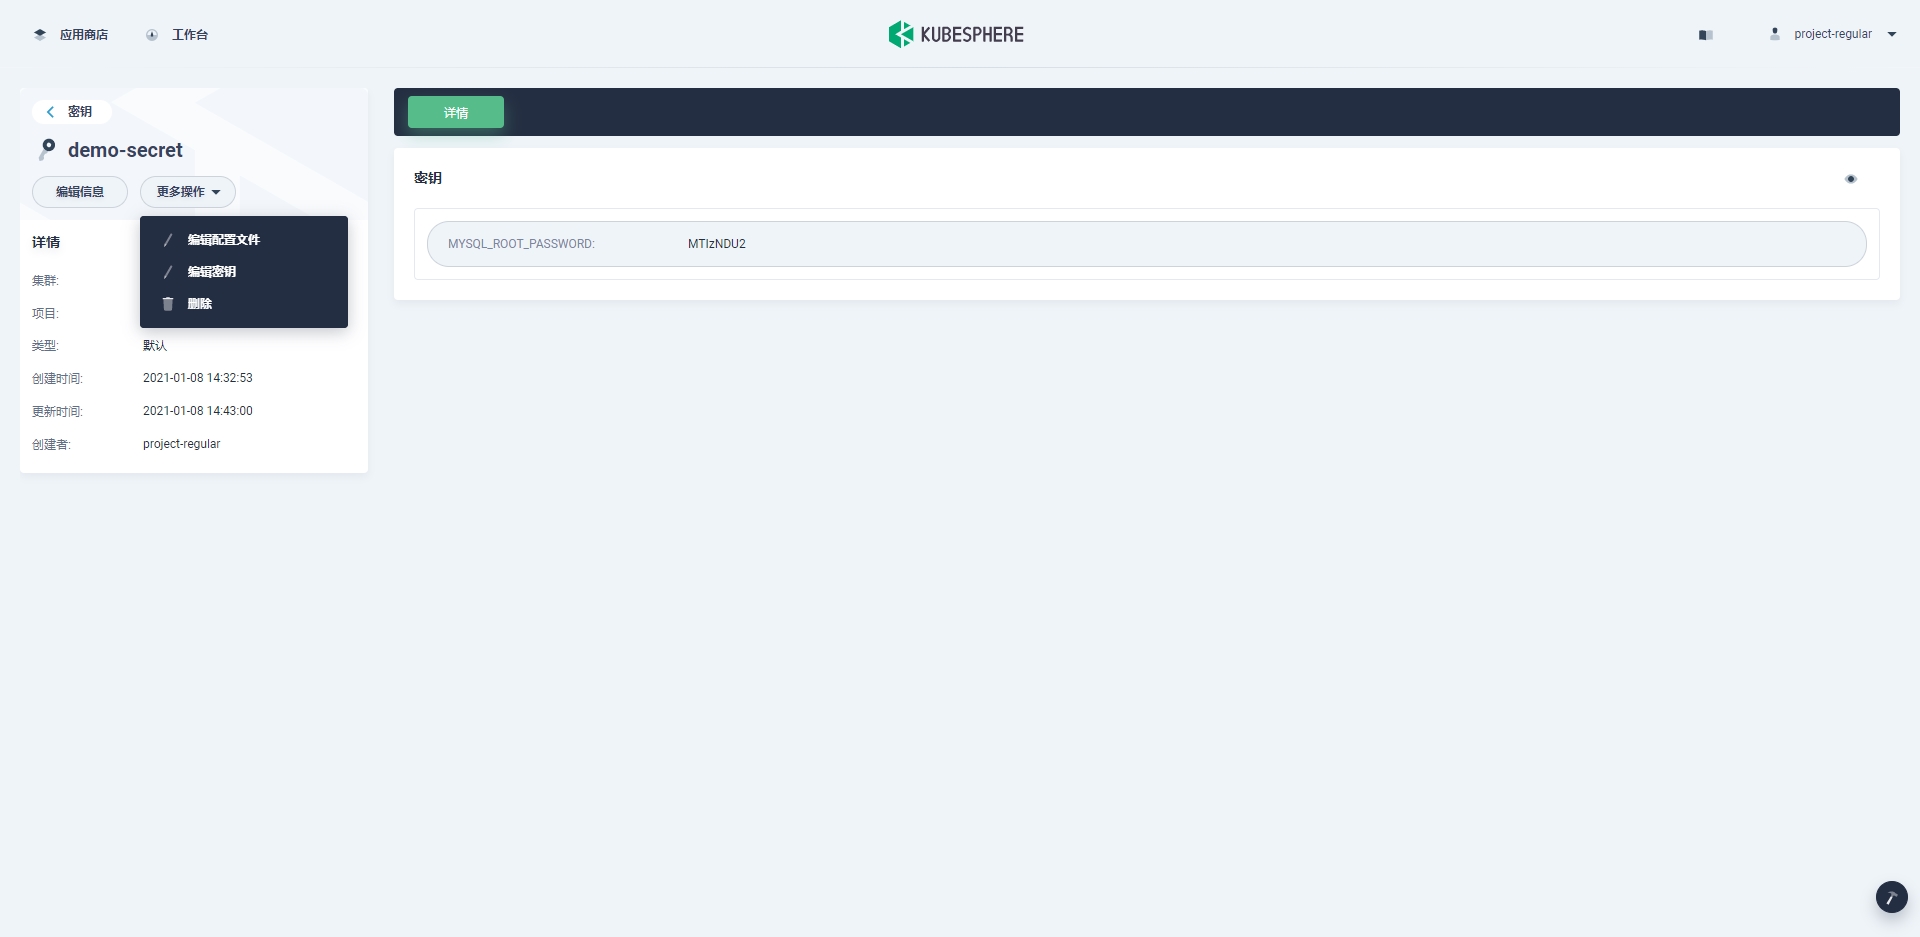 应用商店
工作台
KUBESPHERE
project-regular
密钥
demo-secret
编辑信息
更多操作
编辑配置文件
编辑密钥
删除
详情
集群:
项目:
类型: 默认
创建时间: 2021-01-08 14:32:53
更新时间: 2021-01-08 14:43:00
创建者: project-regular
详情
密钥
MYSQL_ROOT_PASSWORD: MTIzNDU2